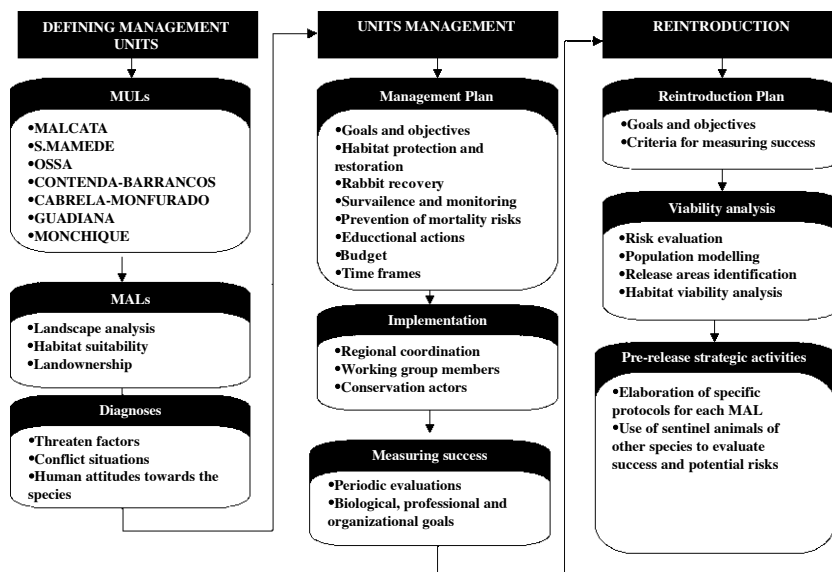 DEFINING MANAGEMENT
UNITS
MULs
•MALCATA
•S.MAMEDE
•OSSA
•CONTENDA-BARRANCOS
•CABRELA-MONFURADO
•GUADIANA
•MONCHIQUE
MALs
•Landscape analysis
•Habitat suitability
•Landownership
Diagnoses
•Threaten factors
•Conflict situations
•Human attitudes towards the
species
UNITS MANAGEMENT
Management Plan
•Goals and objectives
•Habitat protection and
restoration
•Rabbit recovery
•Survailence and monitoring
•Prevention of mortality risks
•Educctional actions
•Budget
•Time frames
Implementation
•Regional coordination
•Working group members
•Conservation actors
Measuring success
•Periodic evaluations
•Biological, professional and
organizational goals
REINTRODUCTION
Reintroduction Plan
•Goals and objectives
•Criteria for measuring success
Viability analysis
•Risk evaluation
•Population modelling
•Release areas identification
•Habitat viability analysis
Pre-release strategic activities
•Elaboration of specific
protocols for each MAL
•Use of sentinel animals of
other species to evaluate
success and potential risks